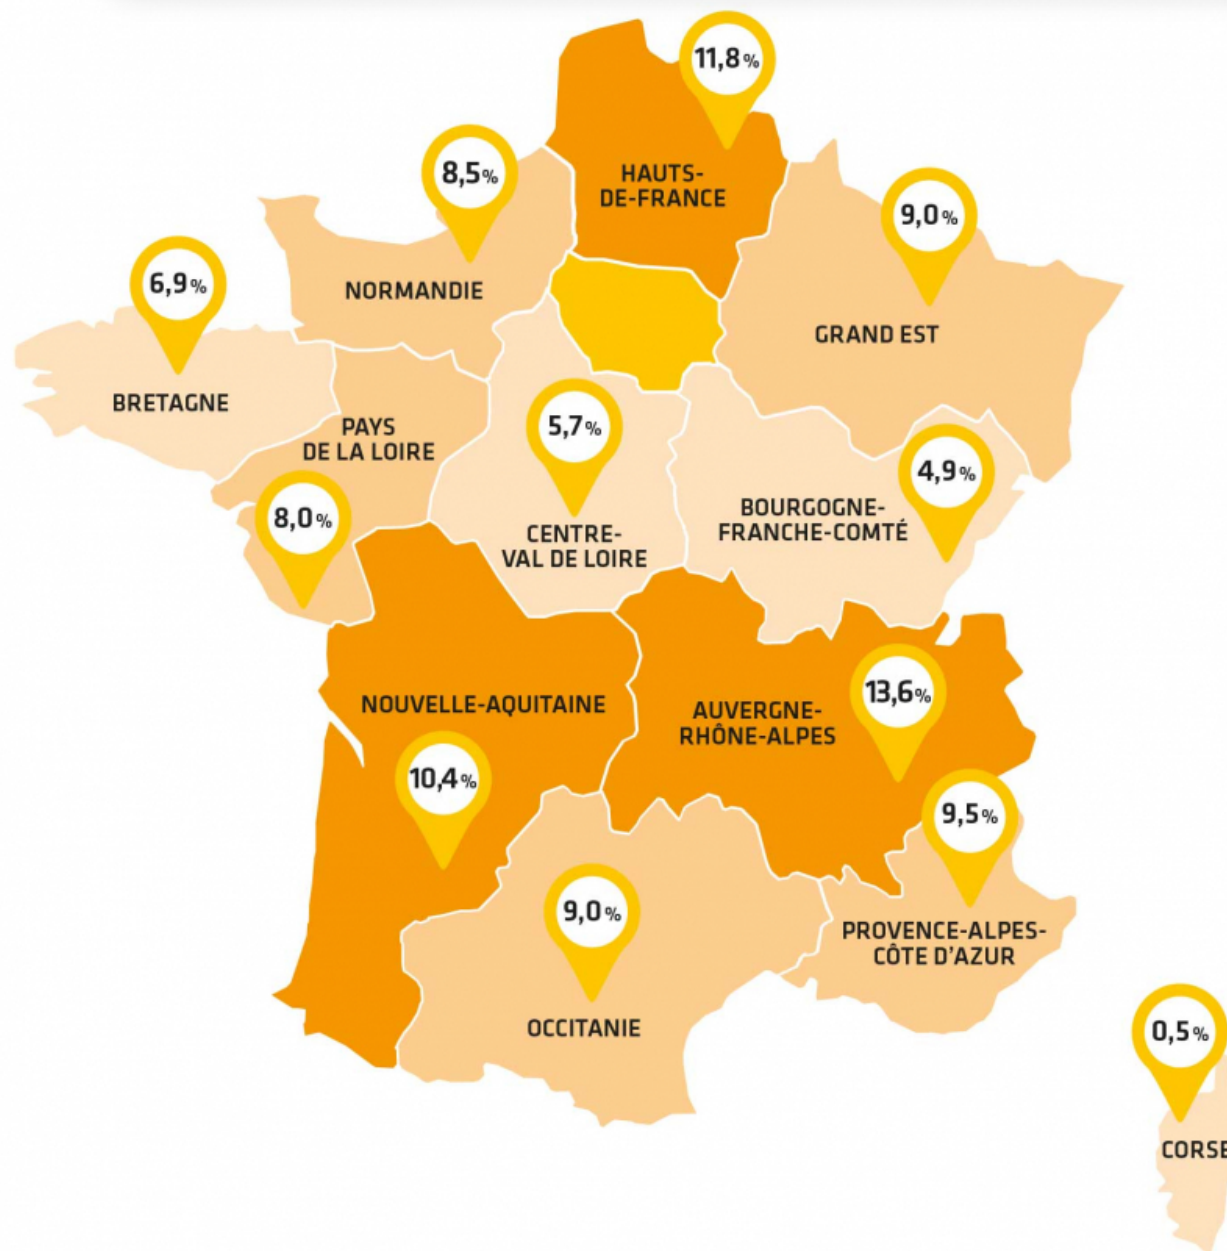 11,8%
HAUTS-
DE-FRANCE
8,5%
NORMANDIE
9,0%
GRAND EST
6,9%
BRETAGNE
PAYS
DE LA LOIRE
8,0%
5,7%
CENTRE-
VAL DE LOIRE
4,9%
BOURGOGNE-
FRANCHE-COMTÉ
NOUVELLE-AQUITAINE
10,4%
13,6%
AUVERGNE-
RHÔNE-ALPES
9,5%
PROVENCE-ALPES-
CÔTE D'AZUR
9,0%
OCCITANIE
0,5%
CORSE